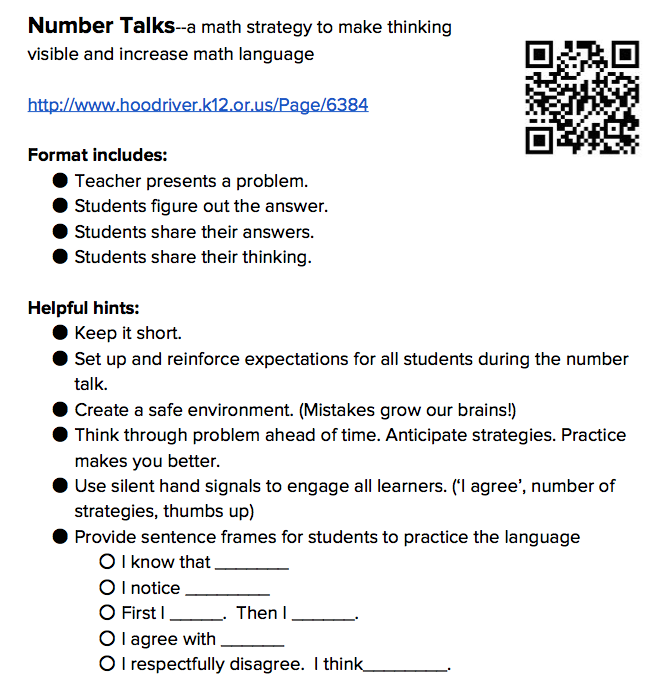 Number Talks--a math strategy to make thinking
visible and increase math language
http://www.hoodriver.k12.or.us/Page/6384
Format includes:
● Teacher presents a problem.
● Students figure out the answer.
● Students share their answers.
● Students share their thinking.
Helpful hints:
● Keep it short.
● Set up and reinforce expectations for all students during the number
talk.
● Create a safe environment. (Mistakes grow our brains!)
● Think through problem ahead of time. Anticipate strategies. Practice
makes you better.
● Use silent hand signals to engage all learners. (‘I agree’, number of
strategies, thumbs up)
● Provide sentence frames for students to practice the language
○ I know that _______
○ I notice ________
○ First I _____. Then I ______.
○ I agree with ______
○ I respectfully disagree. I think________.